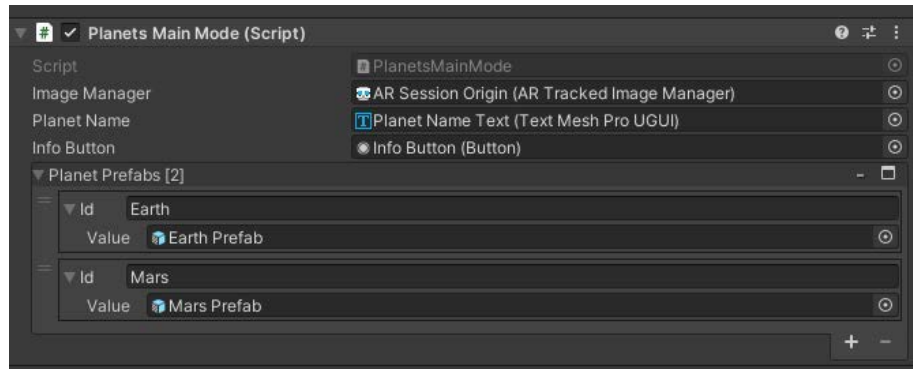 Planets Main Mode (Script)
Script PlanetsMainMode
Image Manager AR Session Origin (AR Tracked Image Manager)
Planet Name Planet Name Text (Text Mesh Pro UGUI)
Info Button Info Button (Button)
Planet Prefabs [2]
Id Earth
Value Earth Prefab
Id Mars
Value Mars Prefab